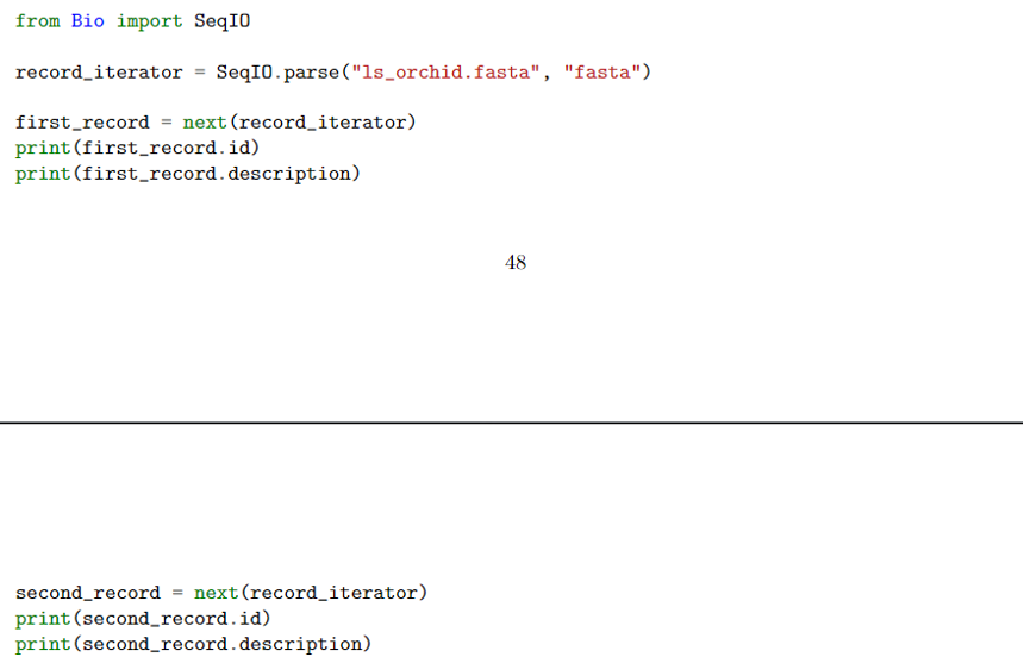 from Bio import SeqIO
record_iterator = SeqIO.parse("ls_orchid.fasta", "fasta")
first_record = next(record_iterator)
print(first_record.id)
print(first_record.description)
48
second_record = next(record_iterator)
print(second_record.id)
print(second_record.description)